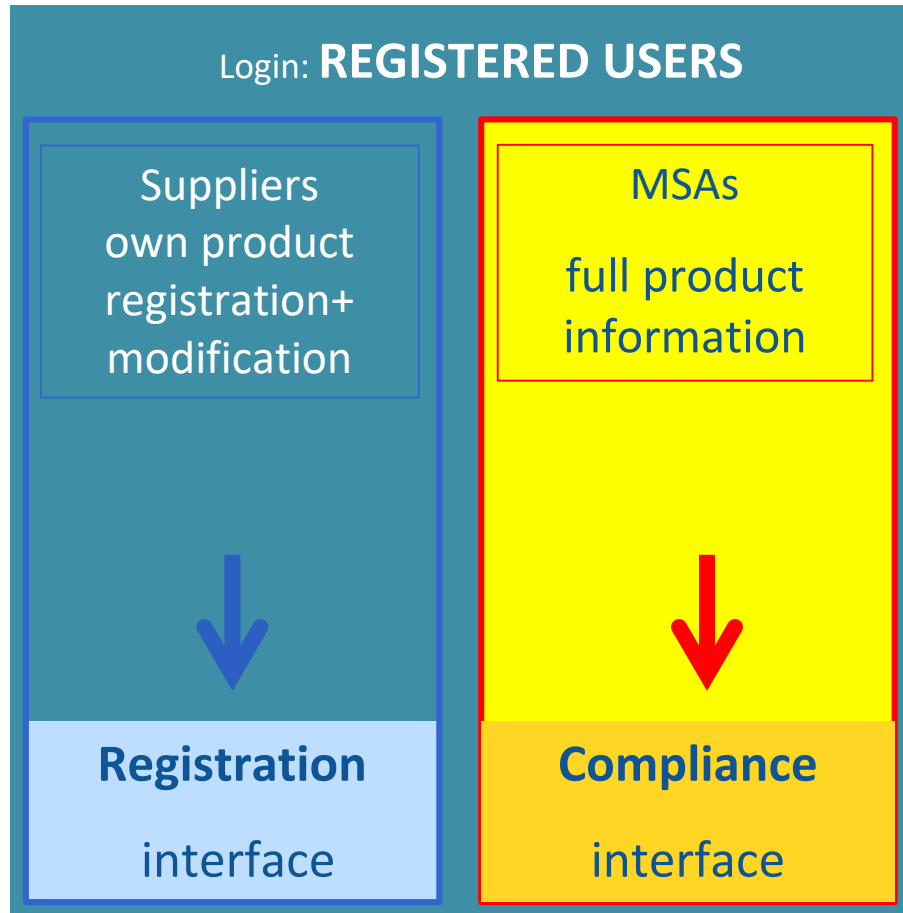 Login: REGISTERED USERS
Suppliers
own product
registration+
modification
Registration
interface
MSAs
full product
information
Compliance
interface